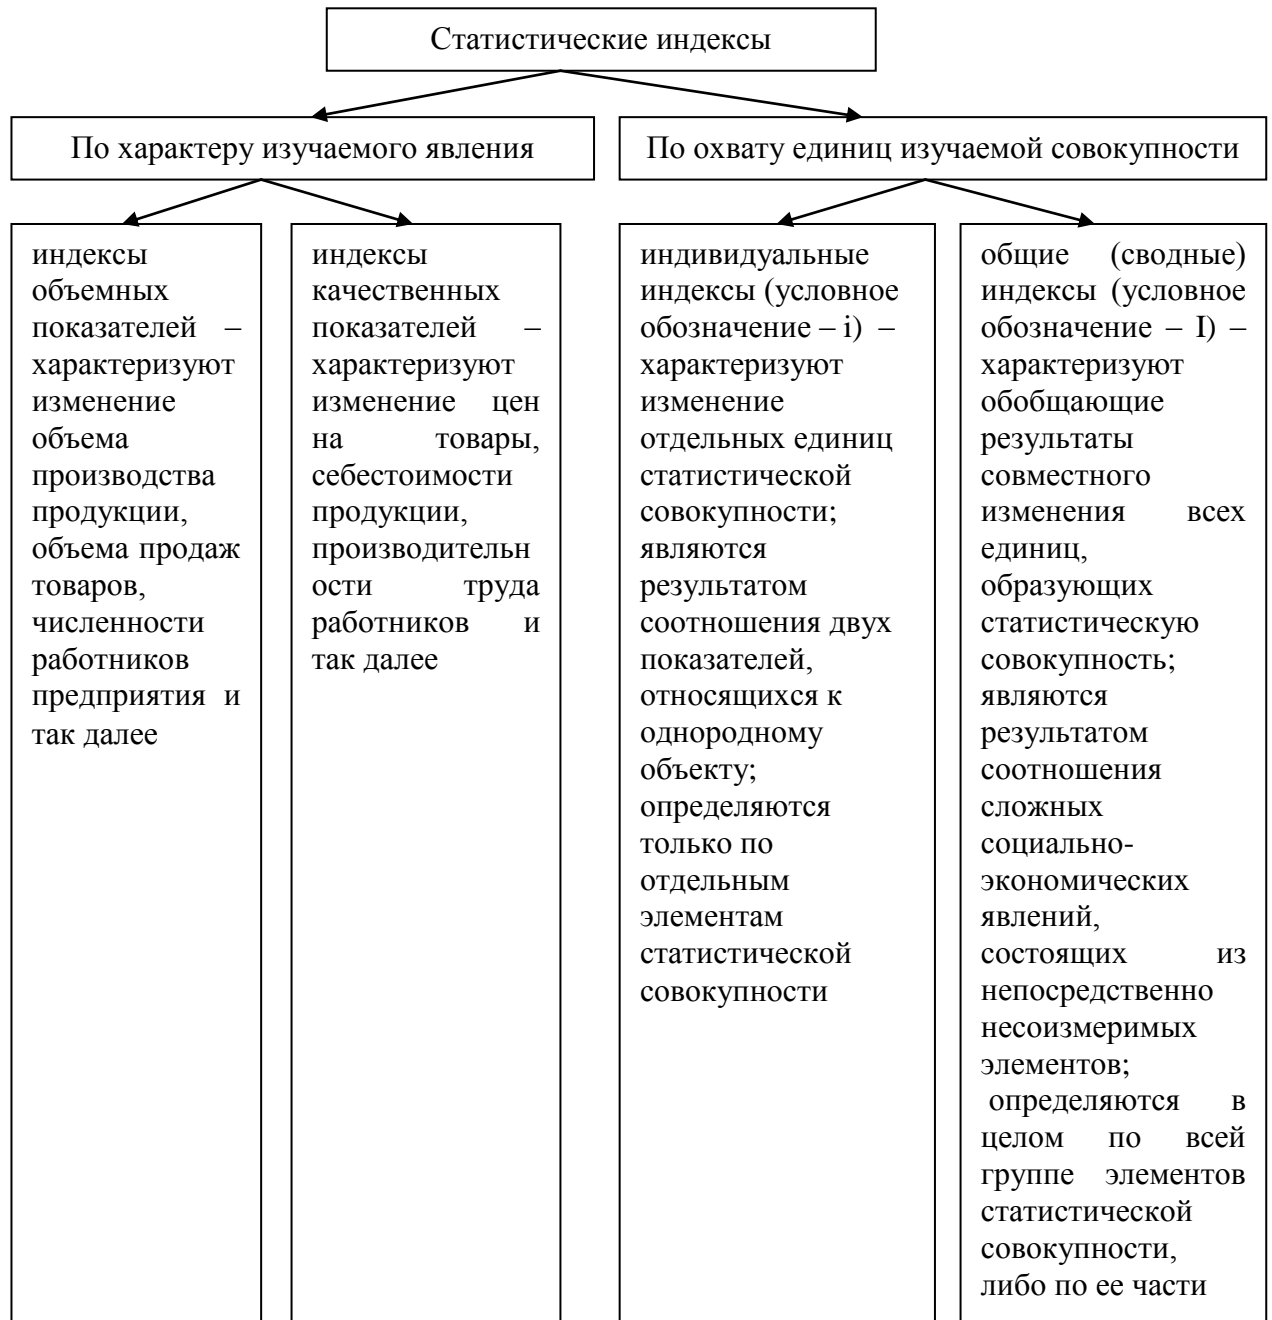 Статистические индексы
По характеру изучаемого явления
По охвату единиц изучаемой совокупности
индексы
объемных
показателей –
характеризуют
изменение
объема
производства
продукции,
объема продаж
товаров,
численности
работников
предприятия и
так далее
индексы
качественных
показателей –
характеризуют
изменение цен
на товары,
себестоимости
продукции,
производительн
ости труда
работников и
так далее
индивидуальные
индексы (условное
обозначение – i) –
характеризуют
изменение
отдельных единиц
статистической
совокупности;
являются
результатом
соотношения двух
показателей,
относящихся к
однородному
объекту;
определяются
только по
отдельным
элементам
статистической
совокупности
общие (сводные)
индексы (условное
обозначение – I) –
характеризуют
обобщающие
результаты
совместного
изменения всех
единиц,
образующих
статистическую
совокупность;
являются
результатом
соотношения
сложных
социально-
экономических
явлений,
состоящих из
непосредственно
несоизмеримых
элементов;
определяются в
целом по всей
группе элементов
статистической
совокупности,
либо по ее части